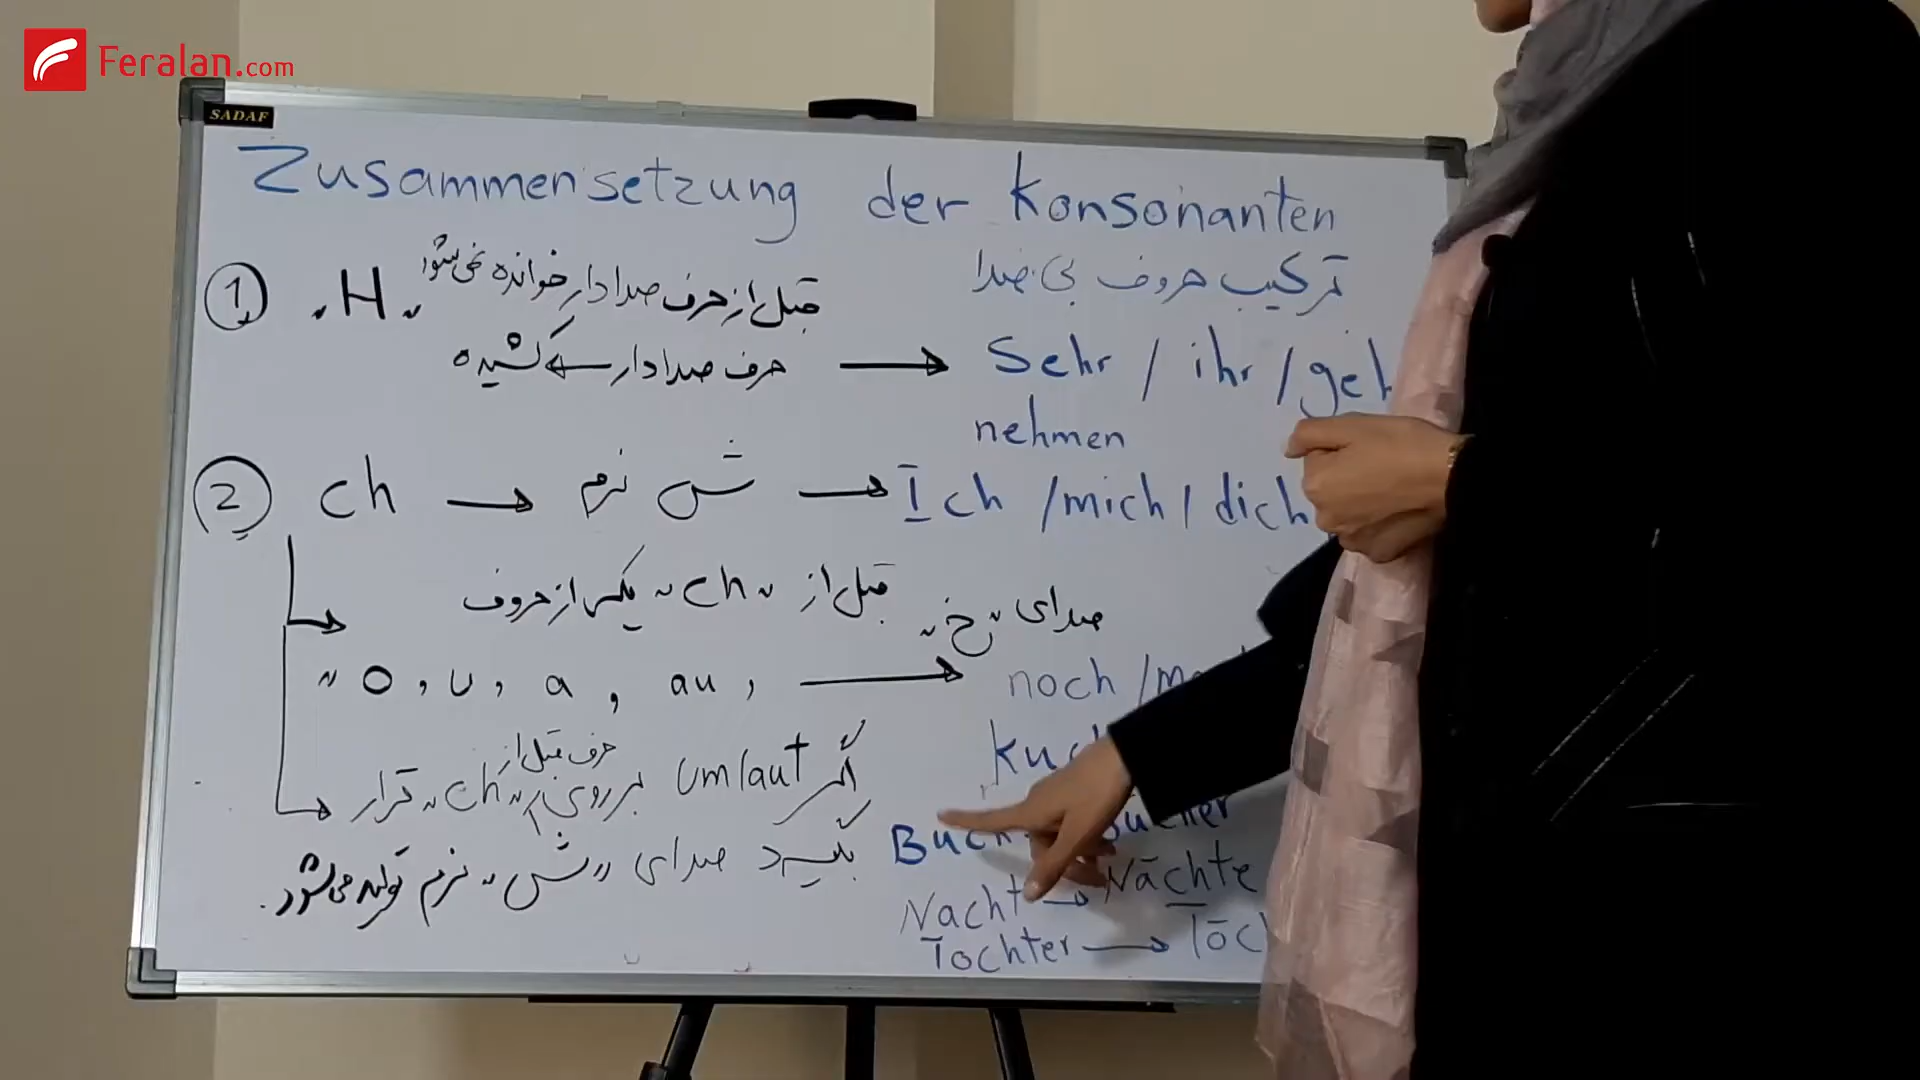 Feralan.com
SADAF
Zusammensetzung der Konsonanten
ترکیب حروف بی صدا
① "H" قبل از حرف صدادار خوانده نمی‌شود
حرف صدادار ← کشیده → Sehr / ihr / geh
nehmen
② ch → ش نرم → Ich / mich / dich
قبل از "ch" یکی از حروف
صدای "خ"
"o, u, a, au, → noch /
اگر Umlaut بر روی حرف قبل از "ch" قرار
بگیرد صدای "ش" نرم تولید می‌شود.
Buch
Nacht → Nächte
Tochter →